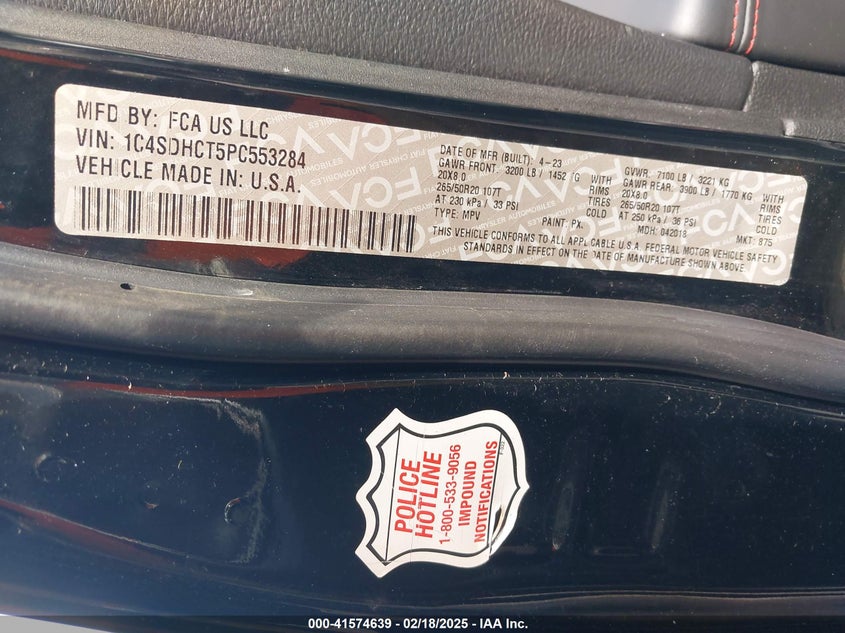 MFD BY: FCA US LLC
VIN: 1C4SDHCT5PC553284
VEHICLE MADE IN: U.S.A.
DATE OF MFR (BUILT): 4-23 GVWR: 7100 LB / 3221 KG
GAWR FRONT: 3200 LB / 1452 KG WITH GAWR REAR: 3900 LB / 1770 KG WITH
20X8.0 RIMS 20X8.0 RIMS
265/50R20 107T TIRES 265/50R20 107T TIRES
AT 230 kPa / 33 PSI COLD AT 250 kPa / 36 PSI COLD
TYPE: MPV PAINT: PX. MDH: 042018 MKT: 875
THIS VEHICLE CONFORMS TO ALL APPLICABLE U.S.A. FEDERAL MOTOR VEHICLE SAFETY
STANDARDS IN EFFECT ON THE DATE OF MANUFACTURE SHOWN ABOVE.
POLICE
HOTLINE
1-800-533-9056
IMPOUND
NOTIFICATIONS
000-41574639 / 02/18/2025 - IAA Inc.